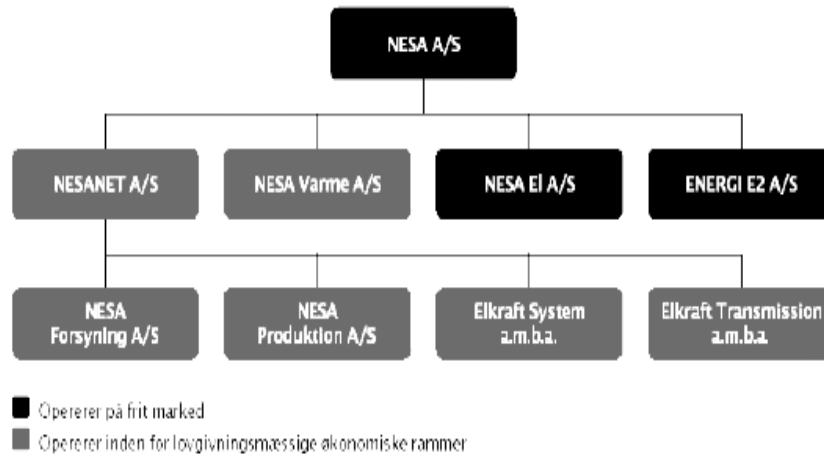 NESA A/S
NESANET A/S
NESA Varme A/S
NESA El A/S
ENERGI E2 A/S
NESA
Forsyning A/S
NESA
Produktion A/S
Elkraft System
a.m.b.a.
Elkraft Transmission
a.m.b.a
Opererer på frit marked
Opererer inden for lovgivningsmæssige økonomiske rammer